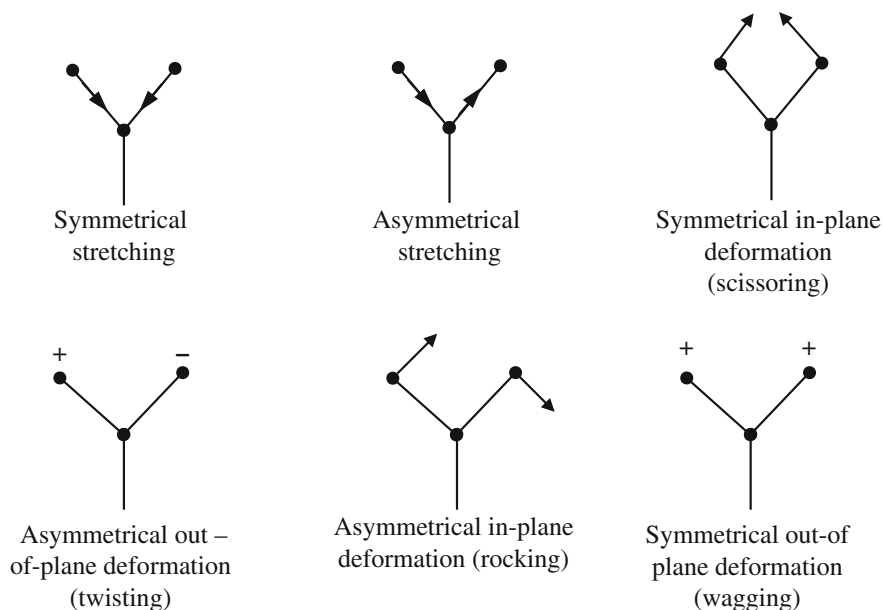 Symmetrical
stretching
Asymmetrical
stretching
Symmetrical in-plane
deformation
(scissoring)
+
–
Asymmetrical out –
of-plane deformation
(twisting)
Asymmetrical in-plane
deformation (rocking)
+
+
Symmetrical out-of
plane deformation
(wagging)